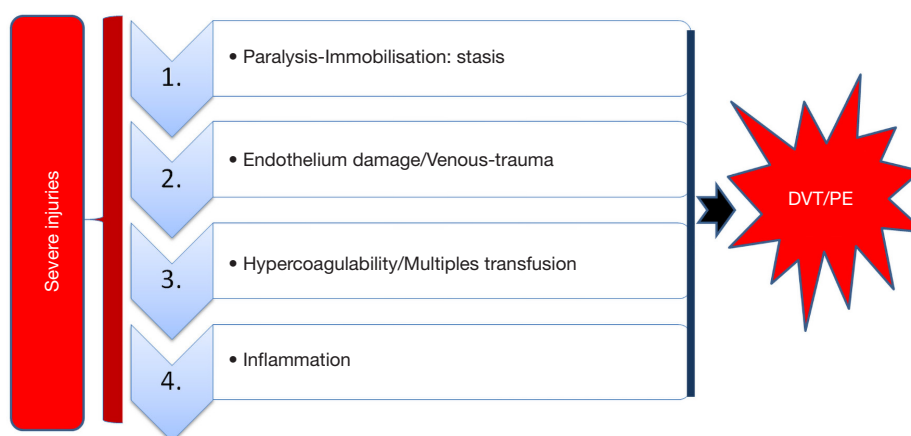 Severe injuries
1.
• Paralysis-Immobilisation: stasis
2.
• Endothelium damage/Venous-trauma
3.
• Hypercoagulability/Multiples transfusion
4.
• Inflammation
DVT/PE